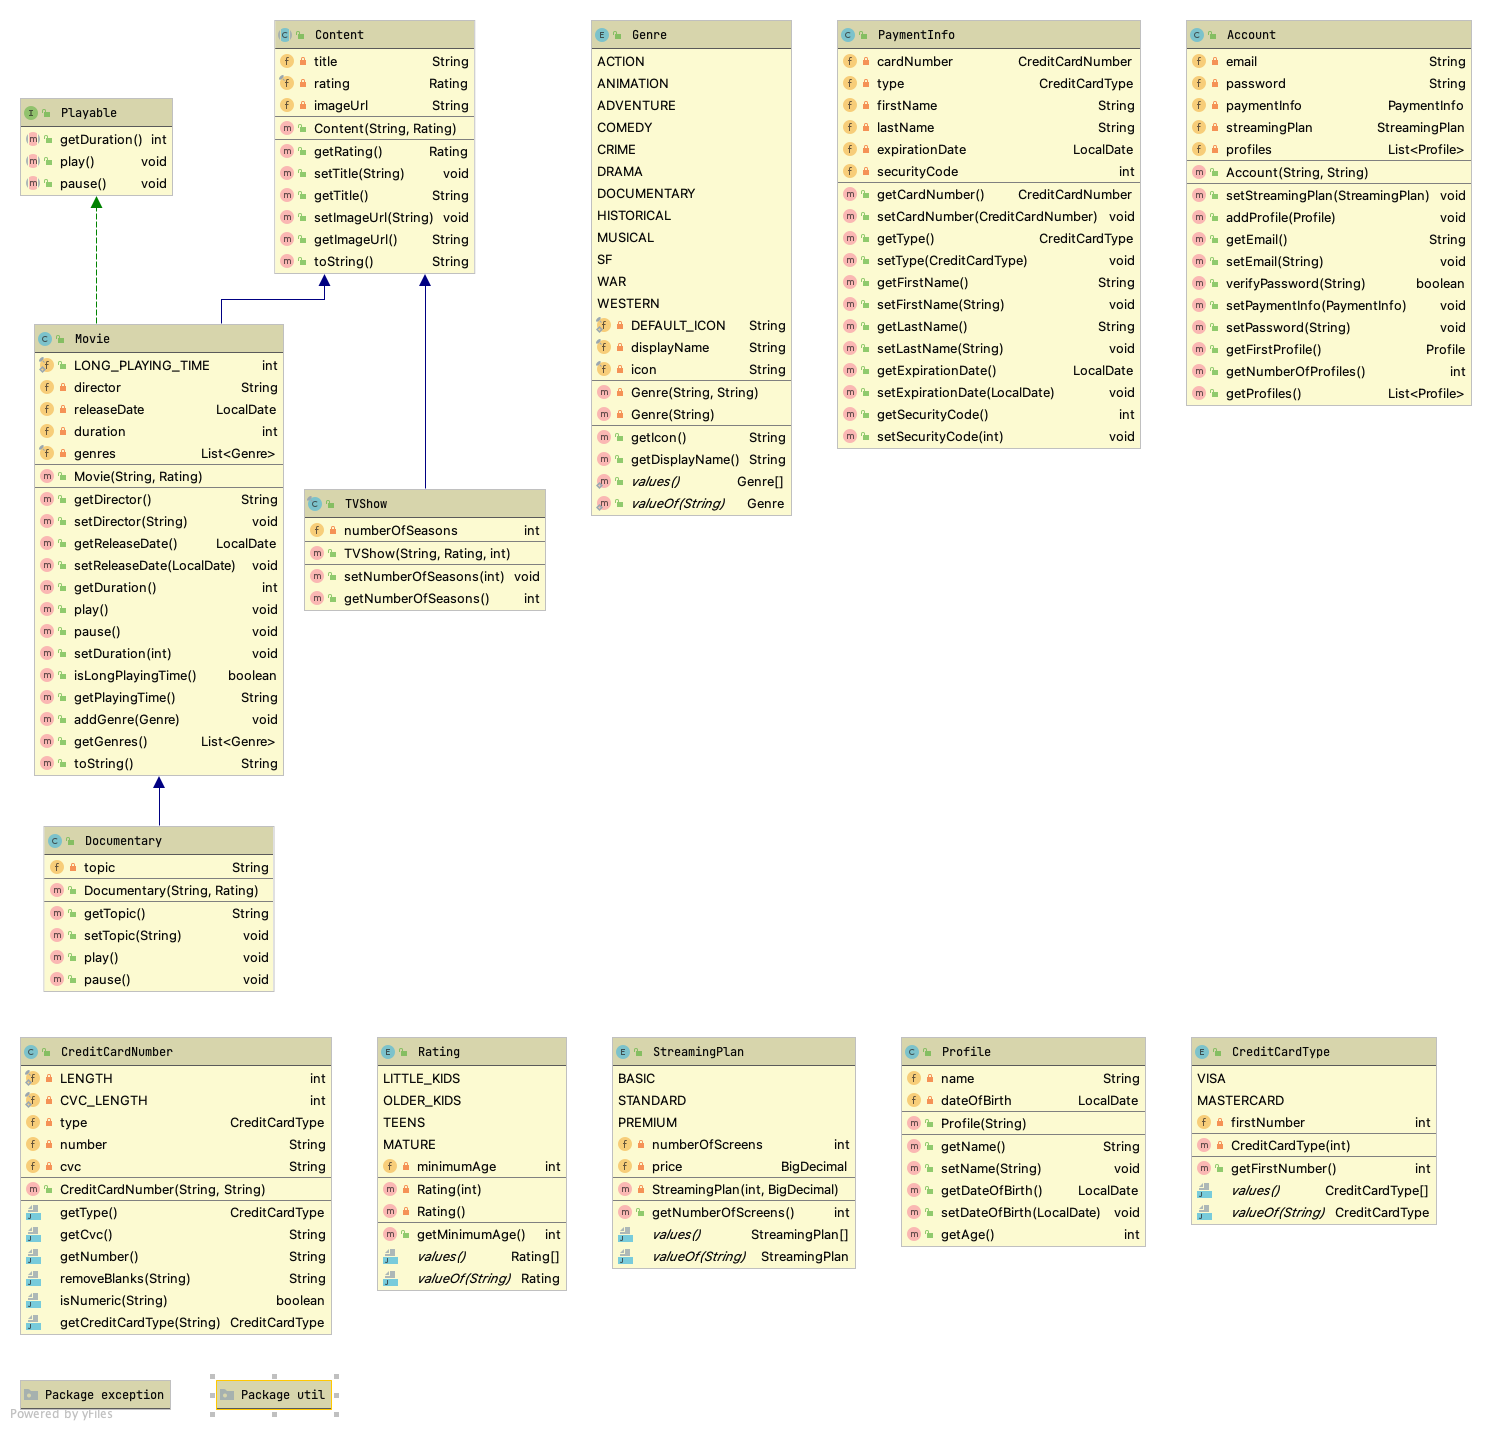 Playable
getDuration() int
play() void
pause() void
Content
title String
rating Rating
imageUrl String
Content(String, Rating)
getRating() Rating
setTitle(String) void
getTitle() String
setImageUrl(String) void
getImageUrl() String
toString() String
Genre
ACTION
ANIMATION
ADVENTURE
COMEDY
CRIME
DRAMA
DOCUMENTARY
HISTORICAL
MUSICAL
SF
WAR
WESTERN
DEFAULT_ICON String
displayName String
icon String
Genre(String, String)
Genre(String)
getIcon() String
getDisplayName() String
values() Genre[]
valueOf(String) Genre
PaymentInfo
cardNumber CreditCardNumber
type CreditCardType
firstName String
lastName String
expirationDate LocalDate
securityCode int
getCardNumber() CreditCardNumber
setCardNumber(CreditCardNumber) void
getType() CreditCardType
setType(CreditCardType) void
getFirstName() String
setFirstName(String) void
getLastName() String
setLastName(String) void
getExpirationDate() LocalDate
setExpirationDate(LocalDate) void
getSecurityCode() int
setSecurityCode(int) void
Account
email String
password String
paymentInfo PaymentInfo
streamingPlan StreamingPlan
profiles List<Profile>
Account(String, String)
setStreamingPlan(StreamingPlan) void
addProfile(Profile) void
getEmail() String
setEmail(String) void
verifyPassword(String) boolean
setPaymentInfo(PaymentInfo) void
setPassword(String) void
getFirstProfile() Profile
getNumberOfProfiles() int
getProfiles() List<Profile>
Movie
LONG_PLAYING_TIME int
director String
releaseDate LocalDate
duration int
genres List<Genre>
Movie(String, Rating)
getDirector() String
setDirector(String) void
getReleaseDate() LocalDate
setReleaseDate(LocalDate) void
getDuration() int
play() void
pause() void
setDuration(int) void
isLongPlayingTime() boolean
getPlayingTime() String
addGenre(Genre) void
getGenres() List<Genre>
toString() String
TVShow
numberOfSeasons int
TVShow(String, Rating, int)
setNumberOfSeasons(int) void
getNumberOfSeasons() int
Documentary
topic String
Documentary(String, Rating)
getTopic() String
setTopic(String) void
play() void
pause() void
CreditCardNumber
LENGTH int
CVC_LENGTH int
type CreditCardType
number String
cvc String
CreditCardNumber(String, String)
getType() CreditCardType
getCvc() String
getNumber() String
removeBlanks(String) String
isNumeric(String) boolean
getCreditCardType(String) CreditCardType
Rating
LITTLE_KIDS
OLDER_KIDS
TEENS
MATURE
minimumAge int
Rating(int)
Rating()
getMinimumAge() int
values() Rating[]
valueOf(String) Rating
StreamingPlan
BASIC
STANDARD
PREMIUM
numberOfScreens int
price BigDecimal
StreamingPlan(int, BigDecimal)
getNumberOfScreens() int
values() StreamingPlan[]
valueOf(String) StreamingPlan
Profile
name String
dateOfBirth LocalDate
Profile(String)
getName() String
setName(String) void
getDateOfBirth() LocalDate
setDateOfBirth(LocalDate) void
getAge() int
CreditCardType
VISA
MASTERCARD
firstNumber int
CreditCardType(int)
getFirstNumber() int
values() CreditCardType[]
valueOf(String) CreditCardType
Package exception
Package util
Powered by yFiles